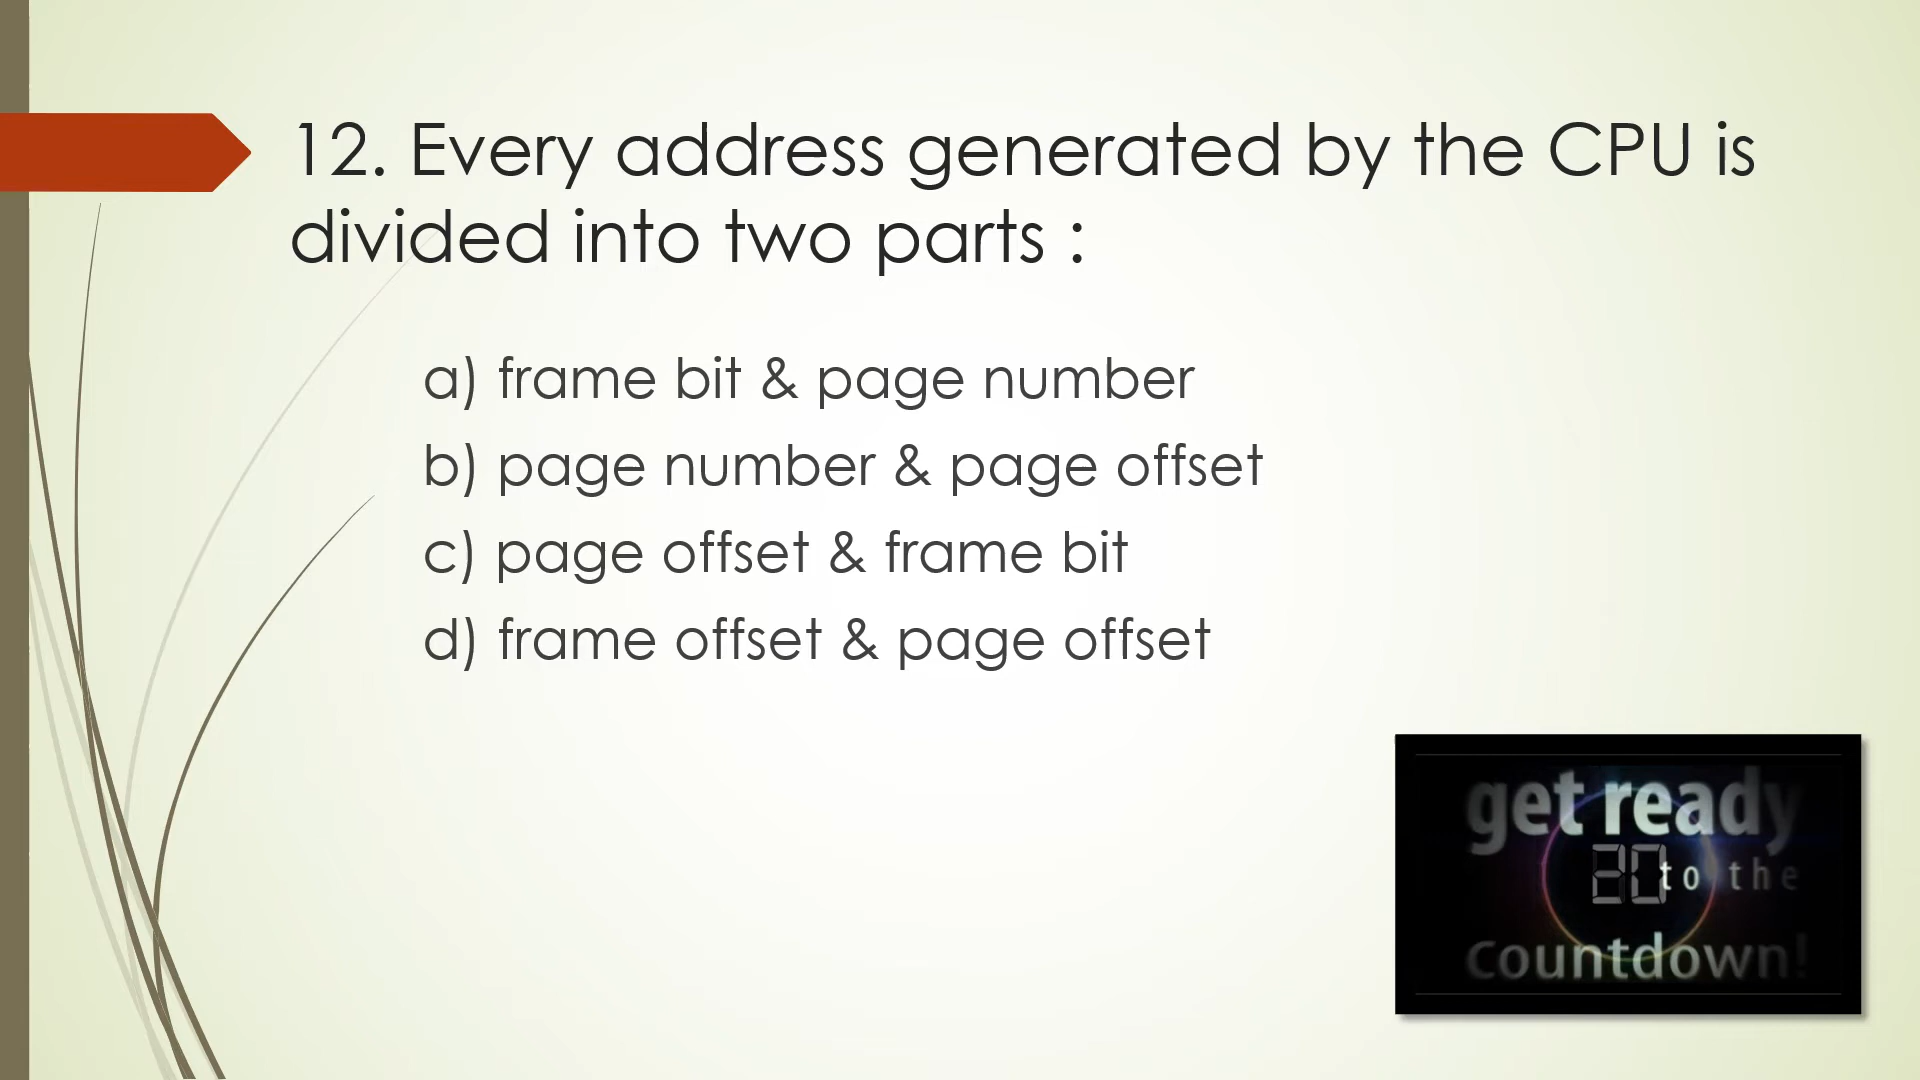 12. Every address generated by the CPU is
divided into two parts :
a) frame bit & page number
b) page number & page offset
c) page offset & frame bit
d) frame offset & page offset
get ready
20
to the
countdown!